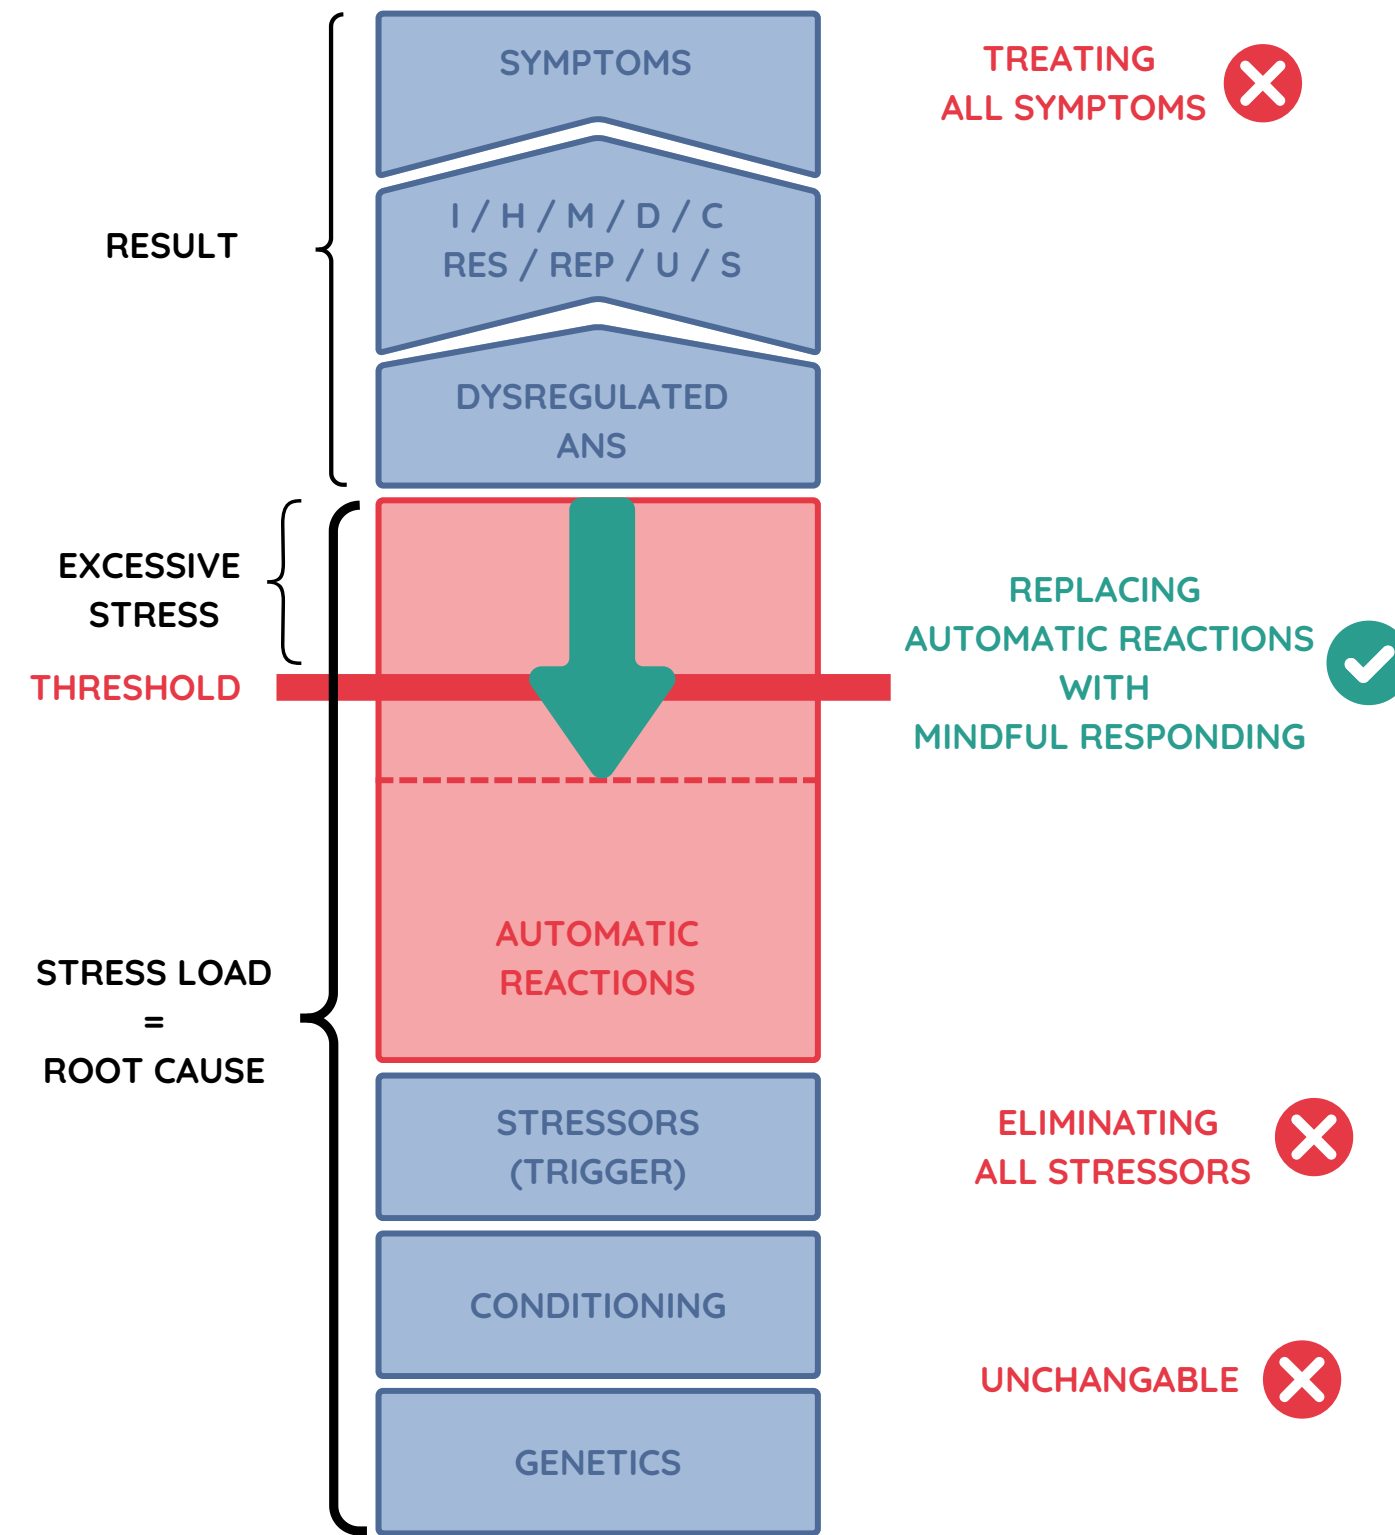 SYMPTOMS
TREATING
ALL SYMPTOMS
RESULT
I / H / M / D / C
RES / REP / U / S
DYSREGULATED
ANS
EXCESSIVE
STRESS
THRESHOLD
REPLACING
AUTOMATIC REACTIONS
WITH
MINDFUL RESPONDING
AUTOMATIC
REACTIONS
STRESS LOAD
=
ROOT CAUSE
STRESSORS
(TRIGGER)
ELIMINATING
ALL STRESSORS
CONDITIONING
UNCHANGABLE
GENETICS